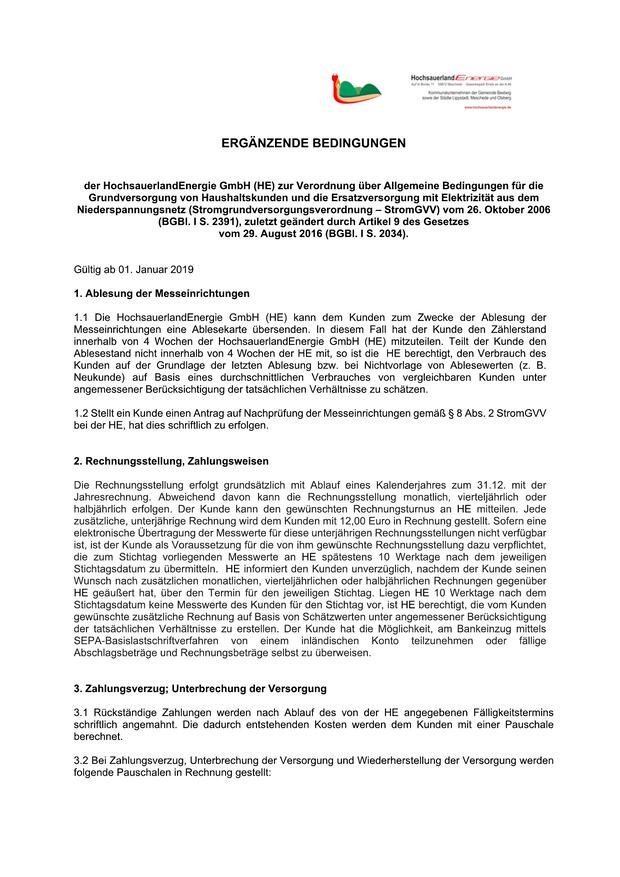 HochsauerlandEnergie GmbH
Kommunalunternehmen der Gemeinde Bestwig
sowie der Städte Lippstadt, Meschede und Olsberg
www.hochsauerlandenergie.de
ERGÄNZENDE BEDINGUNGEN
der HochsauerlandEnergie GmbH (HE) zur Verordnung über Allgemeine Bedingungen für die
Grundversorgung von Haushaltskunden und die Ersatzversorgung mit Elektrizität aus dem
Niederspannungsnetz (Stromgrundversorgungsverordnung – StromGVV) vom 26. Oktober 2006
(BGBl. I S. 2391), zuletzt geändert durch Artikel 9 des Gesetzes
vom 29. August 2016 (BGBl. I S. 2034).
Gültig ab 01. Januar 2019
1. Ablesung der Messeinrichtungen
1.1 Die HochsauerlandEnergie GmbH (HE) kann dem Kunden zum Zwecke der Ablesung der
Messeinrichtungen eine Ablesekarte übersenden. In diesem Fall hat der Kunde den Zählerstand
innerhalb von 4 Wochen der HochsauerlandEnergie GmbH (HE) mitzuteilen. Teilt der Kunde den
Ablesestand nicht innerhalb von 4 Wochen der HE mit, so ist die HE berechtigt, den Verbrauch des
Kunden auf der Grundlage der letzten Ablesung bzw. bei Nichtvorlage von Ablesewerten (z. B.
Neukunde) auf Basis eines durchschnittlichen Verbrauches von vergleichbaren Kunden unter
angemessener Berücksichtigung der tatsächlichen Verhältnisse zu schätzen.
1.2 Stellt ein Kunde einen Antrag auf Nachprüfung der Messeinrichtungen gemäß § 8 Abs. 2 StromGVV
bei der HE, hat dies schriftlich zu erfolgen.
2. Rechnungsstellung, Zahlungsweisen
Die Rechnungsstellung erfolgt grundsätzlich mit Ablauf eines Kalenderjahres zum 31.12. mit der
Jahresrechnung. Abweichend davon kann die Rechnungsstellung monatlich, vierteljährlich oder
halbjährlich erfolgen. Der Kunde kann den gewünschten Rechnungsturnus an HE mitteilen. Jede
zusätzliche, unterjährige Rechnung wird dem Kunden mit 12,00 Euro in Rechnung gestellt. Sofern eine
elektronische Übertragung der Messwerte für diese unterjährigen Rechnungsstellungen nicht verfügbar
ist, ist der Kunde als Voraussetzung für die von ihm gewünschte Rechnungsstellung dazu verpflichtet,
die zum Stichtag vorliegenden Messwerte an HE spätestens 10 Werktage nach dem jeweiligen
Stichtagsdatum zu übermitteln. HE informiert den Kunden unverzüglich, nachdem der Kunde seinen
Wunsch nach zusätzlichen monatlichen, vierteljährlichen oder halbjährlichen Rechnungen gegenüber
HE geäußert hat, über den Termin für den jeweiligen Stichtag. Liegen HE 10 Werktage nach dem
Stichtagsdatum keine Messwerte des Kunden für den Stichtag vor, ist HE berechtigt, die vom Kunden
gewünschte zusätzliche Rechnung auf Basis von Schätzwerten unter angemessener Berücksichtigung
der tatsächlichen Verhältnisse zu erstellen. Der Kunde hat die Möglichkeit, am Bankeinzug mittels
SEPA-Basislastschriftverfahren von einem inländischen Konto teilzunehmen oder fällige
Abschlagsbeträge und Rechnungsbeträge selbst zu überweisen.
3. Zahlungsverzug; Unterbrechung der Versorgung
3.1 Rückständige Zahlungen werden nach Ablauf des von der HE angegebenen Fälligkeitstermins
schriftlich angemahnt. Die dadurch entstehenden Kosten werden dem Kunden mit einer Pauschale
berechnet.
3.2 Bei Zahlungsverzug, Unterbrechung der Versorgung und Wiederherstellung der Versorgung werden
folgende Pauschalen in Rechnung gestellt: